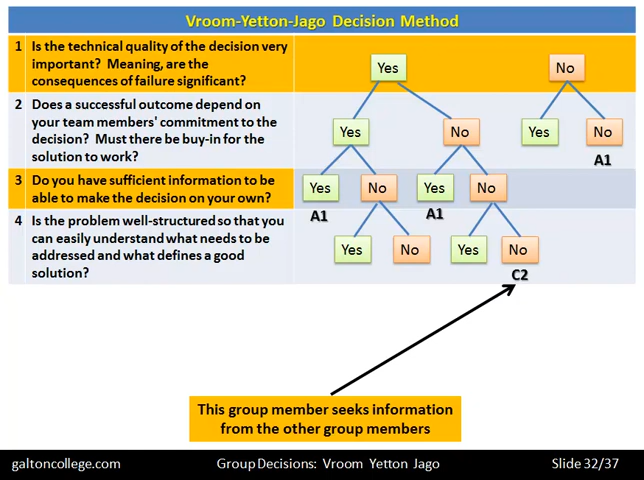 Vroom-Yetton-Jago Decision Method
1 Is the technical quality of the decision very
important? Meaning, are the
consequences of failure significant?
Yes
No
2 Does a successful outcome depend on
your team members' commitment to the
decision? Must there be buy-in for the
solution to work?
Yes
No
Yes
No
A1
3 Do you have sufficient information to be
able to make the decision on your own?
Yes
No
Yes
No
A1
A1
4 Is the problem well-structured so that you
can easily understand what needs to be
addressed and what defines a good
solution?
Yes
No
Yes
No
C2
This group member seeks information
from the other group members
galtoncollege.com
Group Decisions: Vroom Yetton Jago
Slide 32/37